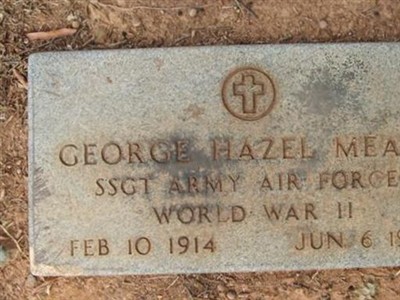 GEORGE HAZEL MEA
SSGT ARMY AIR FORCE
WORLD WAR II
FEB 10 1914 JUN 6 1